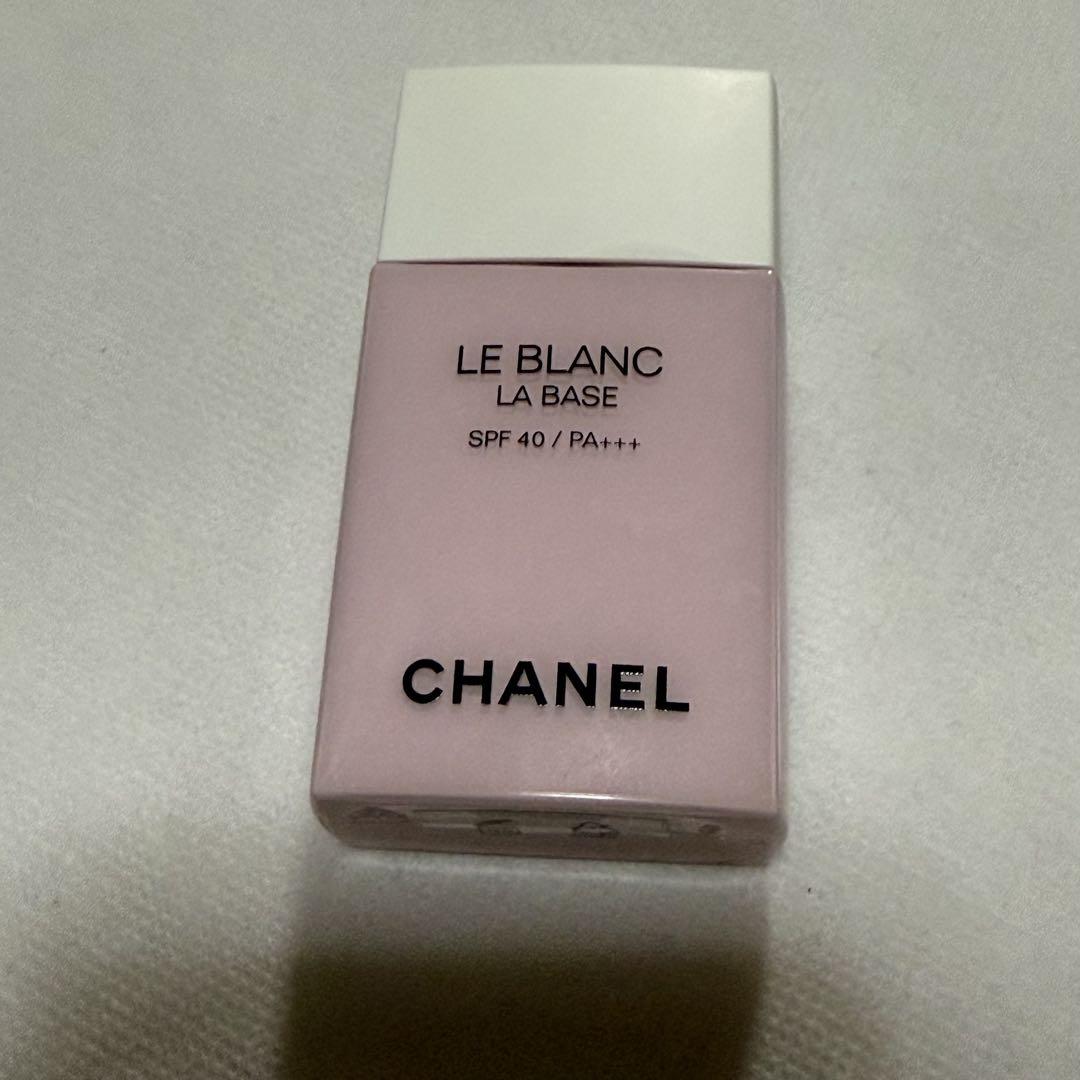 LE BLANC
LA BASE
SPF 40 / PA+++
CHANEL